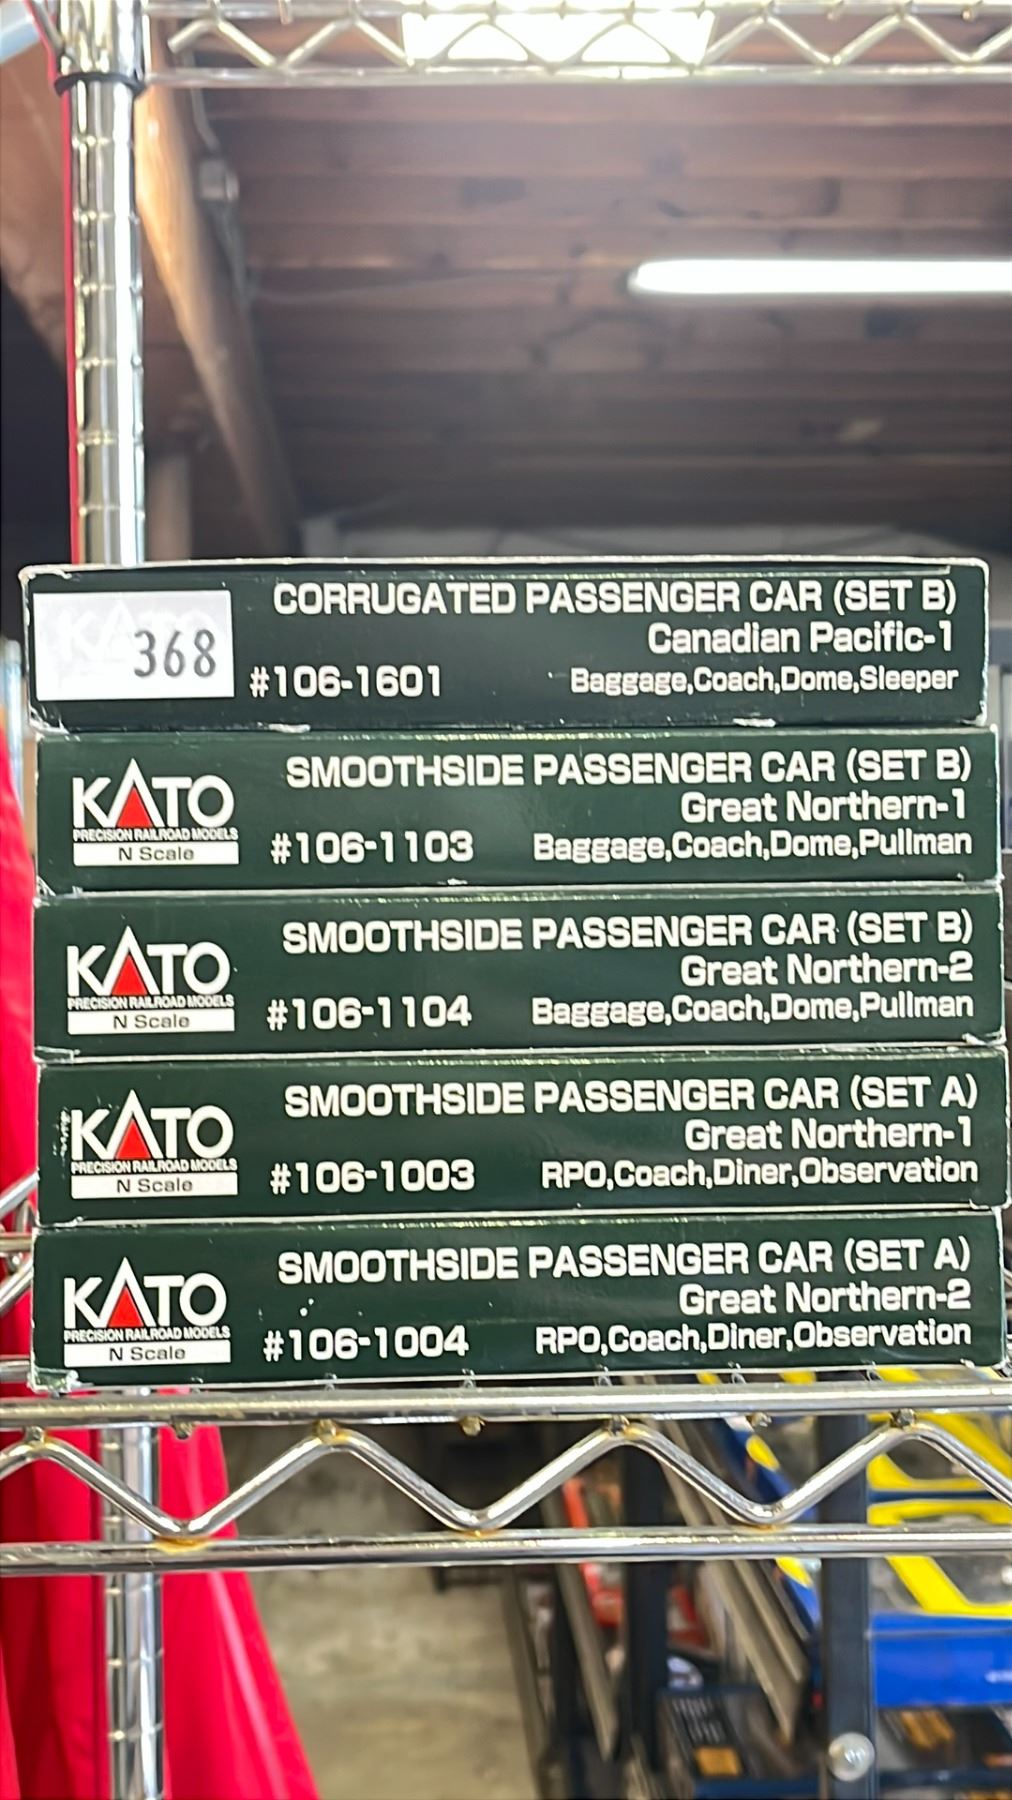 CORRUGATED PASSENGER CAR (SET B)
Canadian Pacific-1
368
#106-1601 Baggage,Coach,Dome,Sleeper
SMOOTHSIDE PASSENGER CAR (SET B)
KATO Great Northern-1
PRECISION RAILROAD MODELS
N Scale #106-1103 Baggage,Coach,Dome,Pullman
SMOOTHSIDE PASSENGER CAR (SET B)
KATO Great Northern-2
PRECISION RAILROAD MODELS
N Scale #106-1104 Baggage,Coach,Dome,Pullman
SMOOTHSIDE PASSENGER CAR (SET A)
KATO Great Northern-1
PRECISION RAILROAD MODELS
N Scale #106-1003 RPO,Coach,Diner,Observation
SMOOTHSIDE PASSENGER CAR (SET A)
KATO Great Northern-2
PRECISION RAILROAD MODELS
N Scale #106-1004 RPO,Coach,Diner,Observation